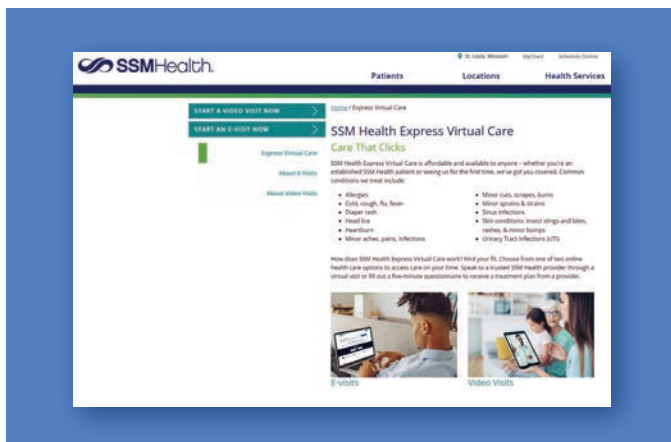 St. Louis, Missouri MyChart Schedule Online
SSMHealth.
Patients Locations Health Services
START A VIDEO VISIT NOW
START AN E-VISIT NOW
Express Virtual Care
About E-Visits
About Video Visits
Home / Express Virtual Care
SSM Health Express Virtual Care
Care That Clicks
SSM Health Express Virtual Care is affordable and available to anyone – whether you're an
established SSM Health patient or seeing us for the first time, we've got you covered. Common
conditions we treat include:
• Allergies
• Cold, cough, flu, fever
• Diaper rash
• Head lice
• Heartburn
• Minor aches, pains, infections
• Minor cuts, scrapes, burns
• Minor sprains & strains
• Sinus infections
• Skin conditions: insect stings and bites,
rashes, & minor bumps
• Urinary Tract Infections (UTI)
How does SSM Health Express Virtual Care work? Find your fit. Choose from one of two online
health care options to access care on your time. Speak to a trusted SSM Health provider through a
virtual visit or fill out a five-minute questionnaire to receive a treatment plan from a provider.
E-visits
Video Visits